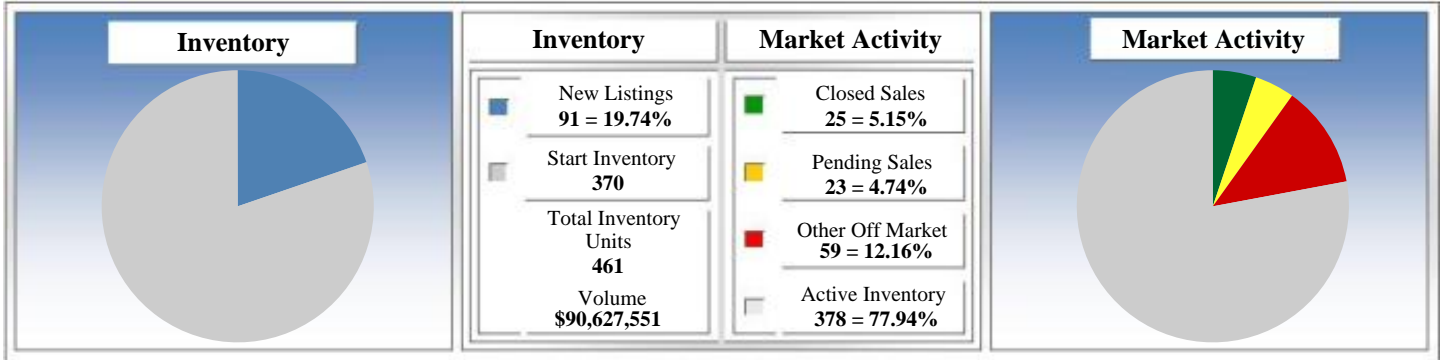 Inventory
Inventory
New Listings
91 = 19.74%
Start Inventory
370
Total Inventory
Units
461
Volume
$90,627,551
Market Activity
Closed Sales
25 = 5.15%
Pending Sales
23 = 4.74%
Other Off Market
59 = 12.16%
Active Inventory
378 = 77.94%
Market Activity